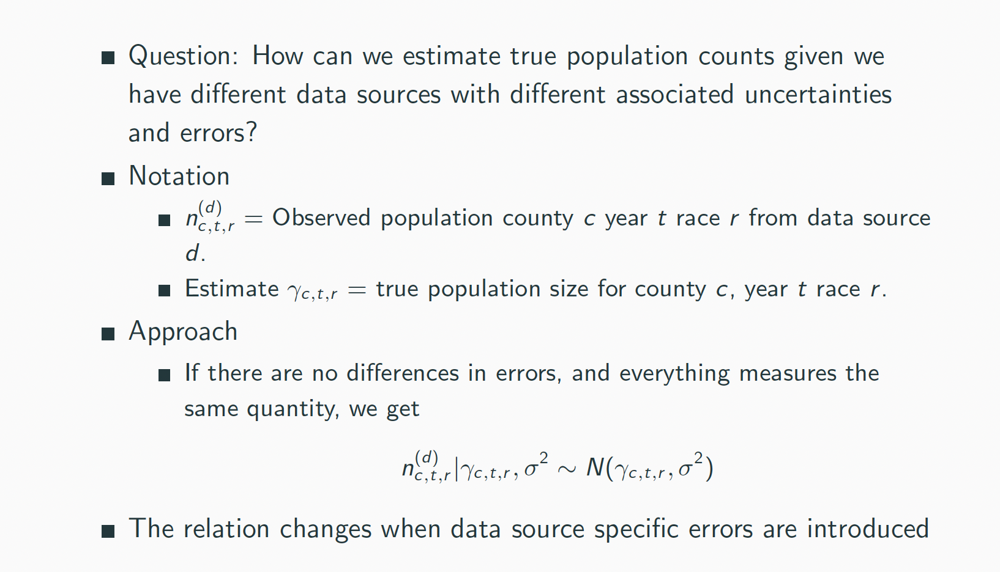 ■ Question: How can we estimate true population counts given we
have different data sources with different associated uncertainties
and errors?
■ Notation
■ $n_{c,t,r}^{(d)}$ = Observed population county c year t race r from data source
d.
■ Estimate $\gamma_{c,t,r}$ = true population size for county c, year t race r.
■ Approach
■ If there are no differences in errors, and everything measures the
same quantity, we get
$n_{c,t,r}^{(d)}|\gamma_{c,t,r}, \sigma^2 \sim N(\gamma_{c,t,r}, \sigma^2)$
■ The relation changes when data source specific errors are introduced